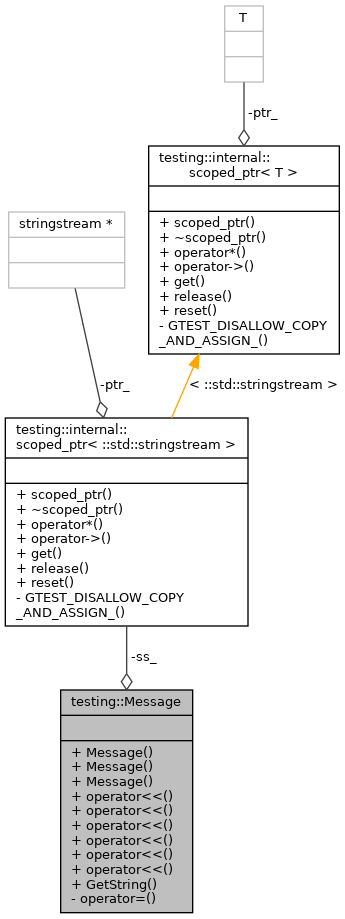 T
-ptr_
testing::internal::
scoped_ptr< T >
+ scoped_ptr()
+ ~scoped_ptr()
+ operator*()
+ operator->()
+ get()
+ release()
+ reset()
- GTEST_DISALLOW_COPY
_AND_ASSIGN_()
stringstream *
-ptr_
< ::std::stringstream >
testing::internal::
scoped_ptr< ::std::stringstream >
+ scoped_ptr()
+ ~scoped_ptr()
+ operator*()
+ operator->()
+ get()
+ release()
+ reset()
- GTEST_DISALLOW_COPY
_AND_ASSIGN_()
-ss_
testing::Message
+ Message()
+ Message()
+ Message()
+ operator<<()
+ operator<<()
+ operator<<()
+ operator<<()
+ operator<<()
+ operator<<()
+ GetString()
- operator=()